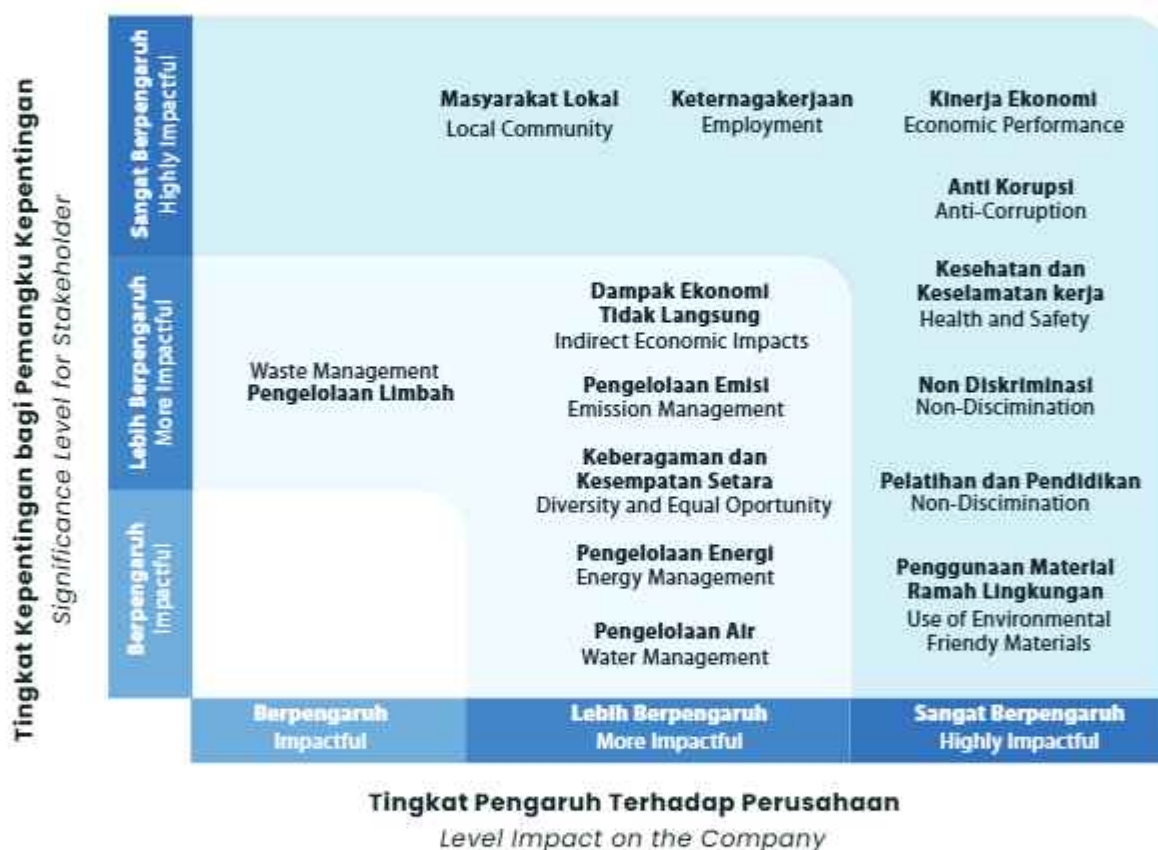 Tingkat Kepentingan bagi Pemangku Kepentingan
Significance Level for Stakeholder
Sangat Berpengaruh
Highly Impactful
Lebih Berpengaruh
More Impactful
Berpengaruh
Impactful
Masyarakat Lokal
Local Community
Keternagakerjaan
Employment
Kinerja Ekonomi
Economic Performance
Anti Korupsi
Anti-Corruption
Kesehatan dan
Keselamatan kerja
Health and Safety
Dampak Ekonomi
Tidak Langsung
Indirect Economic Impacts
Waste Management
Pengelolaan Limbah
Pengelolaan Emisi
Emission Management
Non Diskriminasi
Non-Discimination
Keberagaman dan
Kesempatan Setara
Diversity and Equal Oportunity
Pelatihan dan Pendidikan
Non-Discimination
Pengelolaan Energi
Energy Management
Penggunaan Material
Ramah Lingkungan
Use of Environmental
Friendy Materials
Pengelolaan Air
Water Management
Berpengaruh
Impactful
Lebih Berpengaruh
More Impactful
Sangat Berpengaruh
Highly Impactful
Tingkat Pengaruh Terhadap Perusahaan
Level Impact on the Company